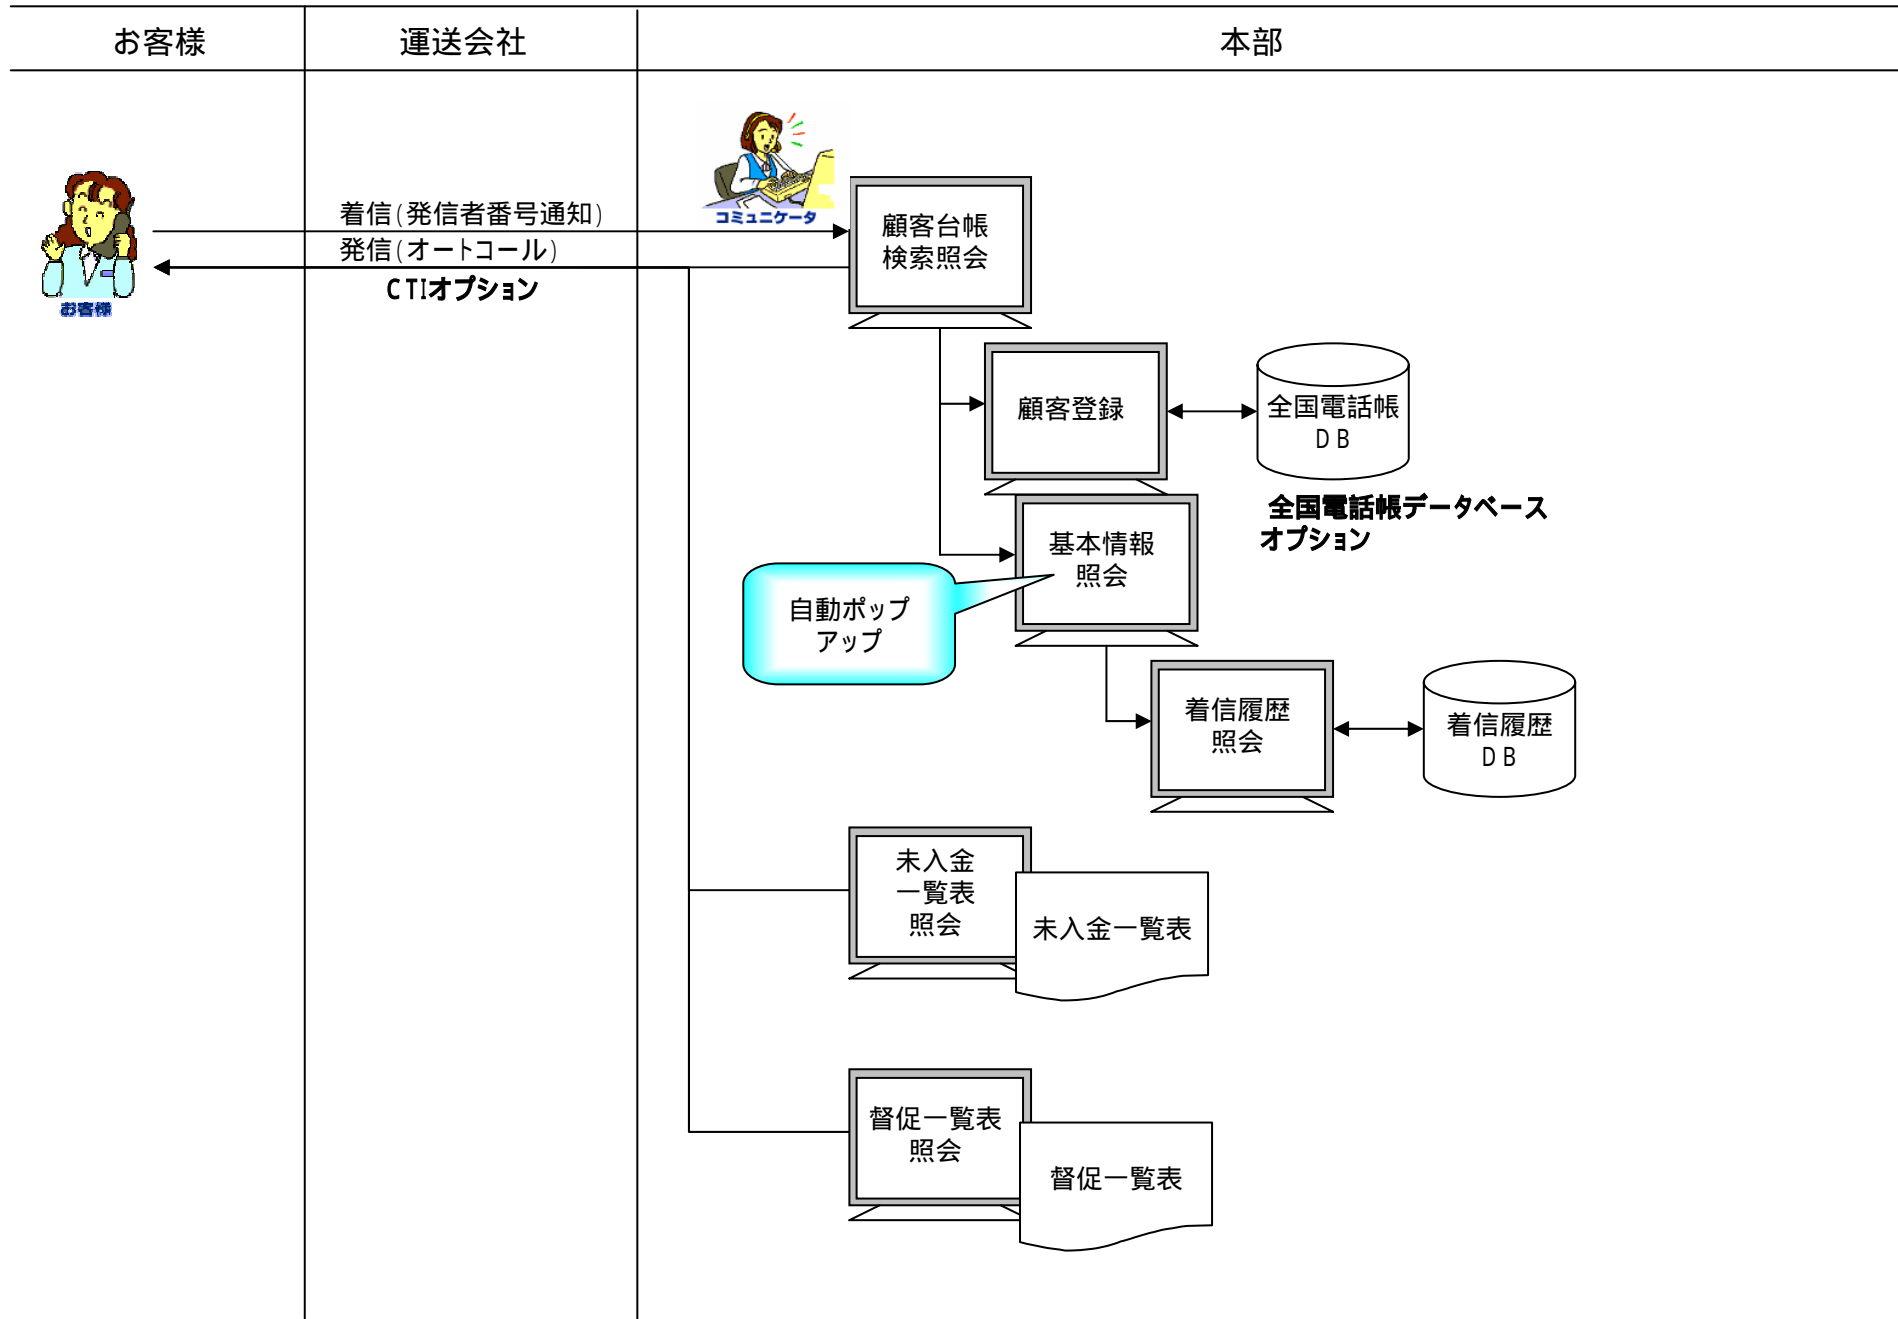 お客様
運送会社
本部
コミュニケータ
着信(発信者番号通知)
発信(オートコール)
CTIオプション
お客様
顧客台帳
検索照会
顧客登録
全国電話帳
DB
全国電話帳データベース
オプション
基本情報
照会
自動ポップ
アップ
着信履歴
照会
着信履歴
DB
未入金
一覧表
照会
未入金一覧表
督促一覧表
照会
督促一覧表